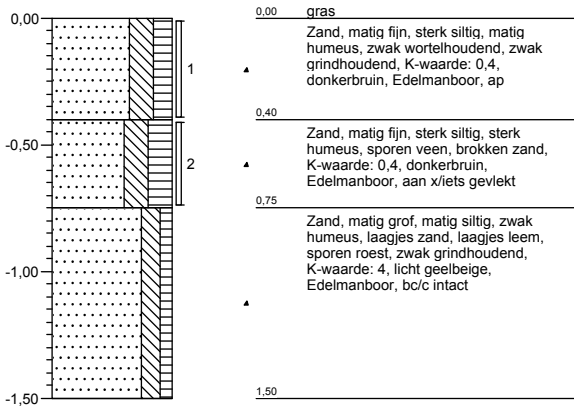 0,00
-0,50
-1,00
-1,50
1
2
0,00
gras
Zand, matig fijn, sterk siltig, matig
humeus, zwak wortelhoudend, zwak
grindhoudend, K-waarde: 0,4,
donkerbruin, Edelmanboor, ap
0,40
Zand, matig fijn, sterk siltig, sterk
humeus, sporen veen, brokken zand,
K-waarde: 0,4, donkerbruin,
Edelmanboor, aan x/iets gevlekt
0,75
Zand, matig grof, matig siltig, zwak
humeus, laagjes zand, laagjes leem,
sporen roest, zwak grindhoudend,
K-waarde: 4, licht geelbeige,
Edelmanboor, bc/c intact
1,50